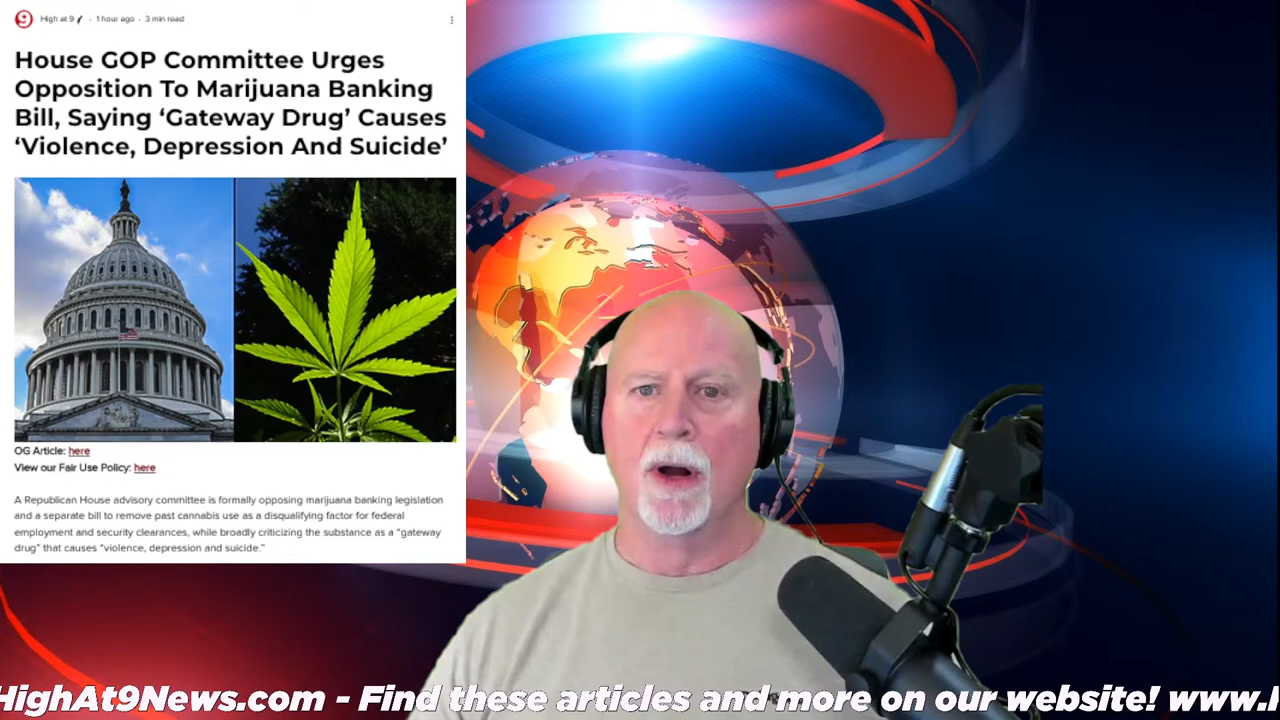 9 High at 9 · 1 hour ago · 3 min read
House GOP Committee Urges
Opposition To Marijuana Banking
Bill, Saying ‘Gateway Drug’ Causes
‘Violence, Depression And Suicide’
OG Article: here
View our Fair Use Policy: here
A Republican House advisory committee is formally opposing marijuana banking legislation
and a separate bill to remove past cannabis use as a disqualifying factor for federal
employment and security clearances, while broadly criticizing the substance as a “gateway
drug” that causes “violence, depression and suicide.”
HighAt9News.com - Find these articles and more on our website! www.